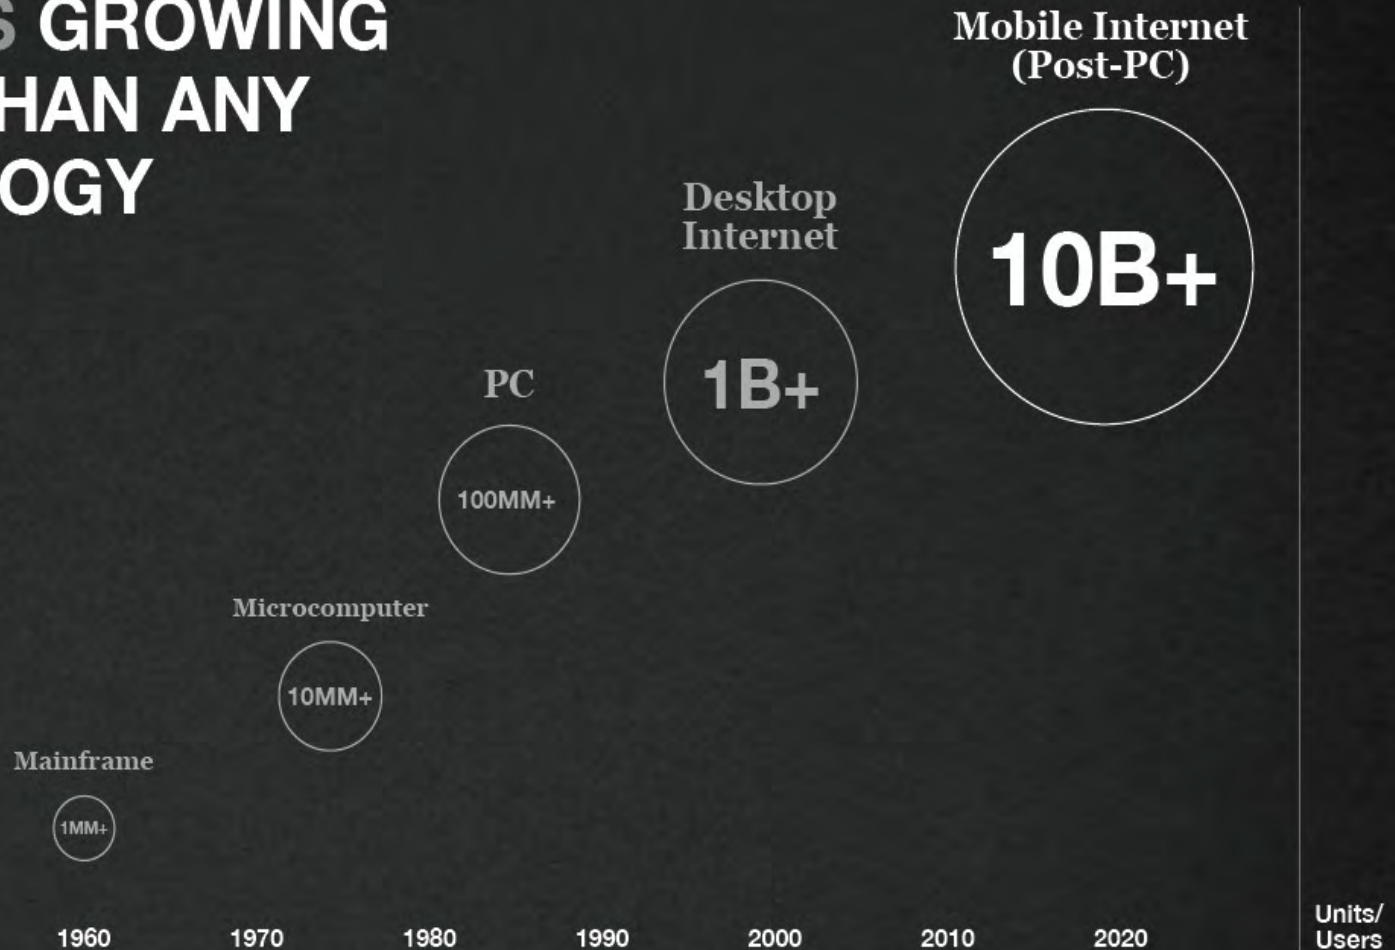 S GROWING
HAN ANY
OGY
Mobile Internet
(Post-PC)
10B+
Desktop
Internet
1B+
PC
100MM+
Microcomputer
10MM+
Mainframe
1MM+
1960 1970 1980 1990 2000 2010 2020
Units/
Users